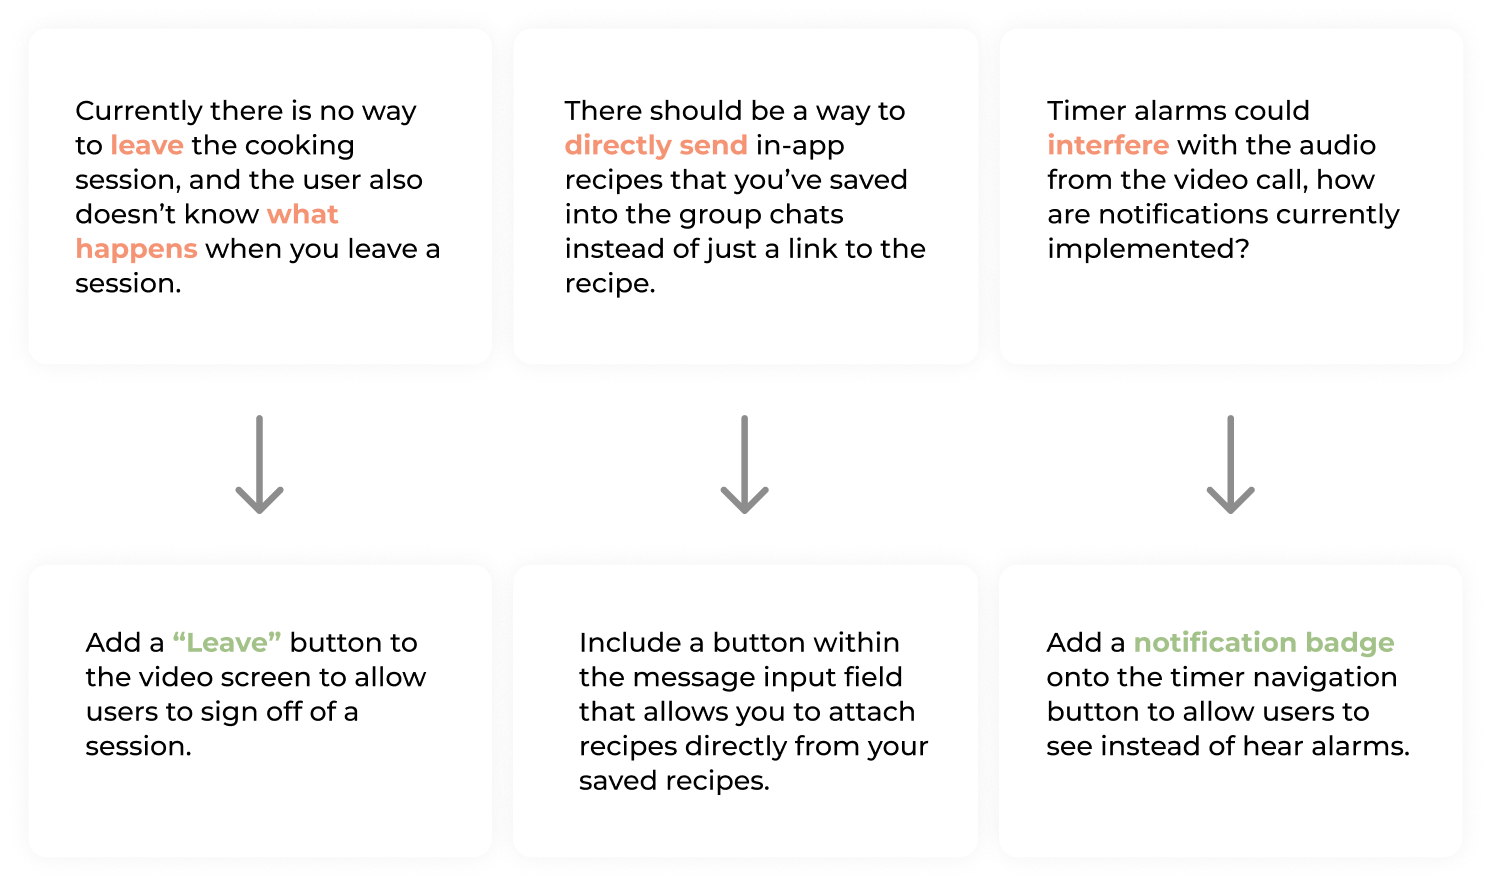 Currently there is no way
to leave the cooking
session, and the user also
doesn’t know what
happens when you leave a
session.
There should be a way to
directly send in-app
recipes that you’ve saved
into the group chats
instead of just a link to the
recipe.
Timer alarms could
interfere with the audio
from the video call, how
are notifications currently
implemented?
Add a “Leave” button to
the video screen to allow
users to sign off of a
session.
Include a button within
the message input field
that allows you to attach
recipes directly from your
saved recipes.
Add a notification badge
onto the timer navigation
button to allow users to
see instead of hear alarms.